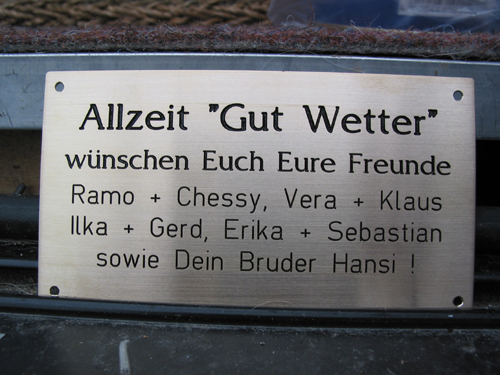 Allzeit "Gut Wetter"
wünschen Euch Eure Freunde
Ramo + Chessy, Vera + Klaus
Ilka + Gerd, Erika + Sebastian
sowie Dein Bruder Hansi !